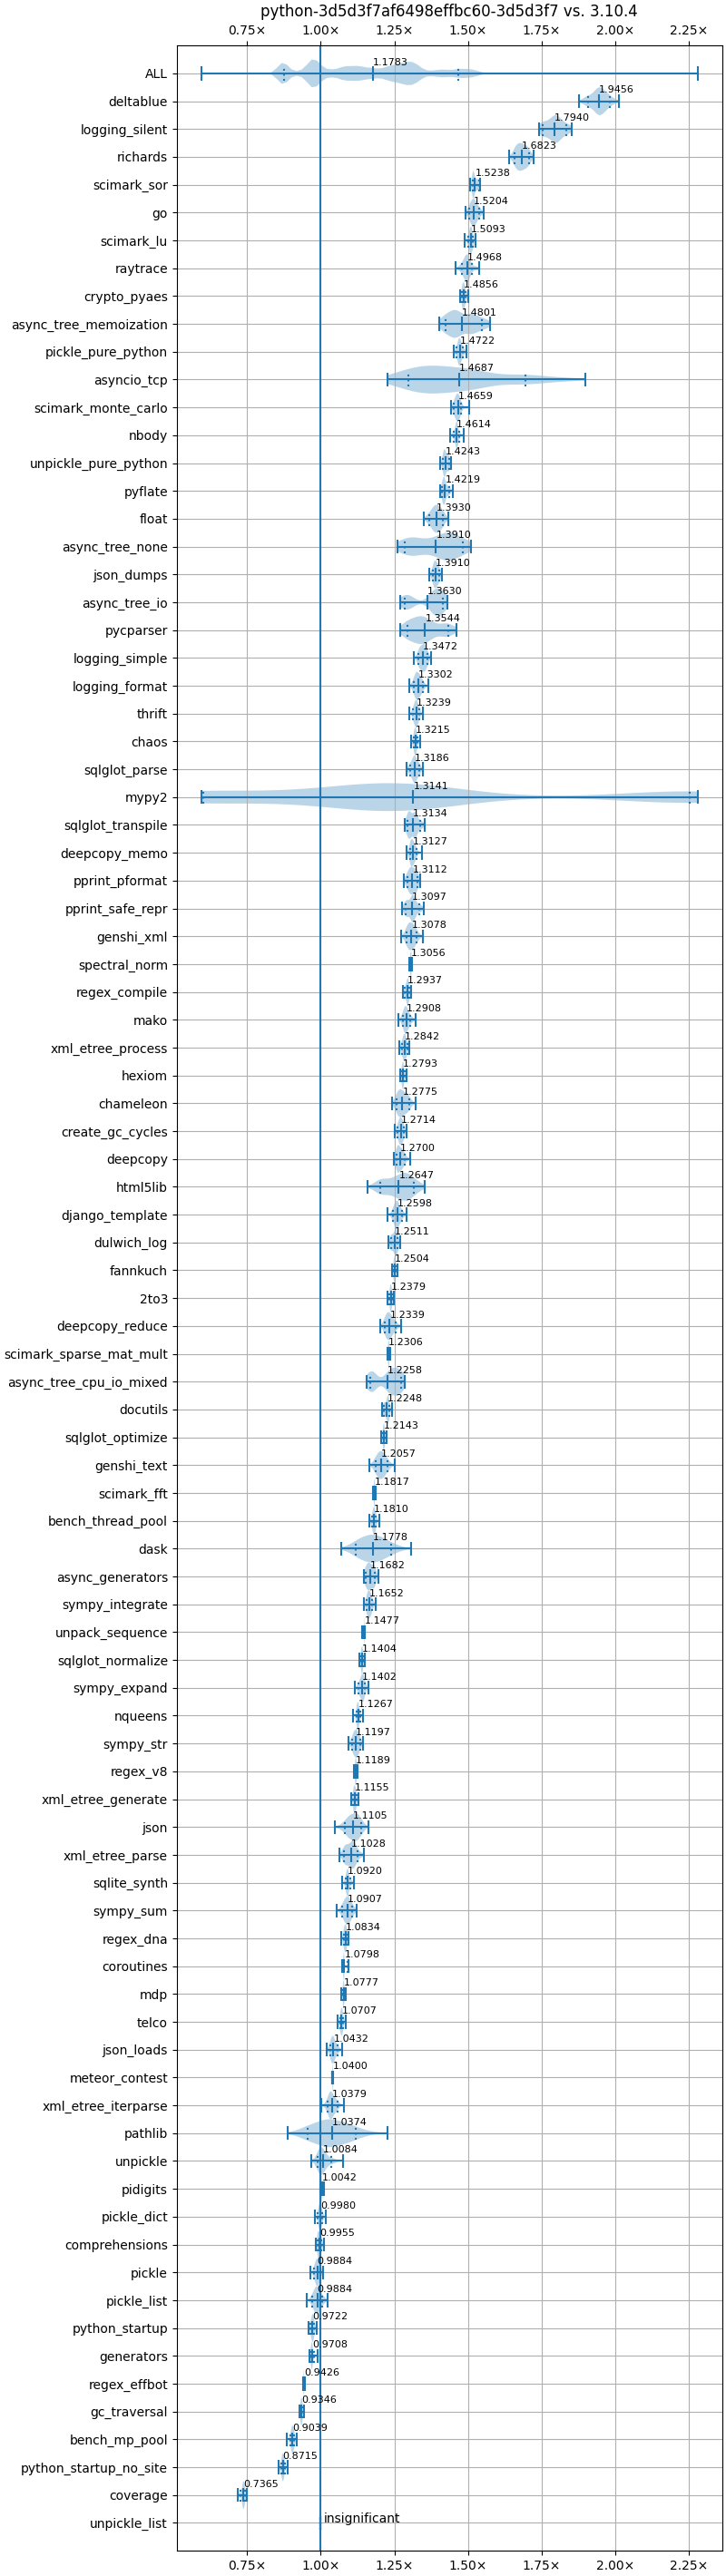 python-3d5d3f7af6498effbc60-3d5d3f7 vs. 3.10.4
0.75× 1.00× 1.25× 1.50× 1.75× 2.00× 2.25×
ALL 1.1783
deltablue 1.9456
logging_silent 1.7940
richards 1.6823
scimark_sor 1.5238
go 1.5204
scimark_lu 1.5093
raytrace 1.4968
crypto_pyaes 1.4856
async_tree_memoization 1.4801
pickle_pure_python 1.4722
asyncio_tcp 1.4687
scimark_monte_carlo 1.4659
nbody 1.4614
unpickle_pure_python 1.4243
pyflate 1.4219
float 1.3930
async_tree_none 1.3910
json_dumps 1.3910
async_tree_io 1.3630
pycparser 1.3544
logging_simple 1.3472
logging_format 1.3302
thrift 1.3239
chaos 1.3215
sqlglot_parse 1.3186
mypy2 1.3141
sqlglot_transpile 1.3134
deepcopy_memo 1.3127
pprint_pformat 1.3112
pprint_safe_repr 1.3097
genshi_xml 1.3078
spectral_norm 1.3056
regex_compile 1.2937
mako 1.2908
xml_etree_process 1.2842
hexiom 1.2793
chameleon 1.2775
create_gc_cycles 1.2714
deepcopy 1.2700
html5lib 1.2647
django_template 1.2598
dulwich_log 1.2511
fannkuch 1.2504
2to3 1.2379
deepcopy_reduce 1.2339
scimark_sparse_mat_mult 1.2306
async_tree_cpu_io_mixed 1.2258
docutils 1.2248
sqlglot_optimize 1.2143
genshi_text 1.2057
scimark_fft 1.1817
bench_thread_pool 1.1810
dask 1.1778
async_generators 1.1682
sympy_integrate 1.1652
unpack_sequence 1.1477
sqlglot_normalize 1.1404
sympy_expand 1.1402
nqueens 1.1267
sympy_str 1.1197
regex_v8 1.1189
xml_etree_generate 1.1155
json 1.1105
xml_etree_parse 1.1028
sqlite_synth 1.0920
sympy_sum 1.0907
regex_dna 1.0834
coroutines 1.0798
mdp 1.0777
telco 1.0707
json_loads 1.0432
meteor_contest 1.0400
xml_etree_iterparse 1.0379
pathlib 1.0374
unpickle 1.0084
pidigits 1.0042
pickle_dict 0.9980
comprehensions 0.9955
pickle 0.9884
pickle_list 0.9884
python_startup 0.9722
generators 0.9708
regex_effbot 0.9426
gc_traversal 0.9346
bench_mp_pool 0.9039
python_startup_no_site 0.8715
coverage 0.7365
unpickle_list insignificant
0.75× 1.00× 1.25× 1.50× 1.75× 2.00× 2.25×